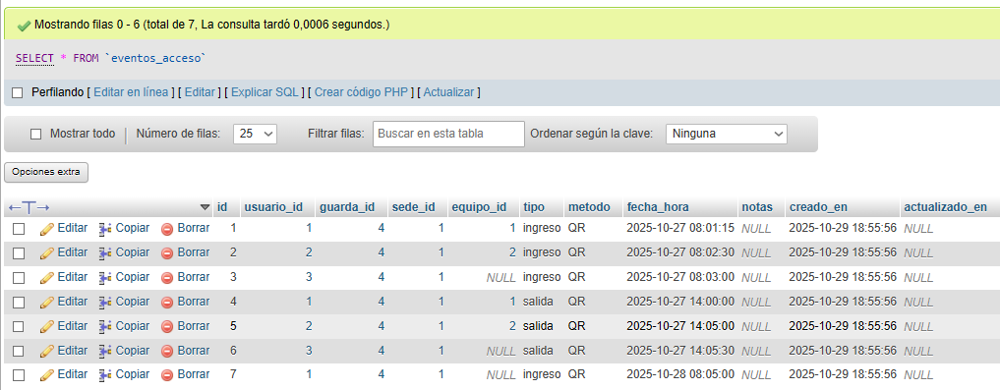 Mostrando filas 0 - 6 (total de 7, La consulta tardó 0,0006 segundos.)
SELECT * FROM `eventos_acceso`
Perfilando [ Editar en línea ] [ Editar ] [ Explicar SQL ] [ Crear código PHP ] [ Actualizar ]
Mostrar todo | Número de filas: 25 Filtrar filas: Buscar en esta tabla Ordenar según la clave: Ninguna
Opciones extra
←T→ id usuario_id guarda_id sede_id equipo_id tipo metodo fecha_hora notas creado_en actualizado_en
Editar Copiar Borrar 1 1 4 1 1 ingreso QR 2025-10-27 08:01:15 NULL 2025-10-29 18:55:56 NULL
Editar Copiar Borrar 2 2 4 1 2 ingreso QR 2025-10-27 08:02:30 NULL 2025-10-29 18:55:56 NULL
Editar Copiar Borrar 3 3 4 1 NULL ingreso QR 2025-10-27 08:03:00 NULL 2025-10-29 18:55:56 NULL
Editar Copiar Borrar 4 1 4 1 1 salida QR 2025-10-27 14:00:00 NULL 2025-10-29 18:55:56 NULL
Editar Copiar Borrar 5 2 4 1 2 salida QR 2025-10-27 14:05:00 NULL 2025-10-29 18:55:56 NULL
Editar Copiar Borrar 6 3 4 1 NULL salida QR 2025-10-27 14:05:30 NULL 2025-10-29 18:55:56 NULL
Editar Copiar Borrar 7 1 4 1 NULL ingreso QR 2025-10-28 08:05:00 NULL 2025-10-29 18:55:56 NULL